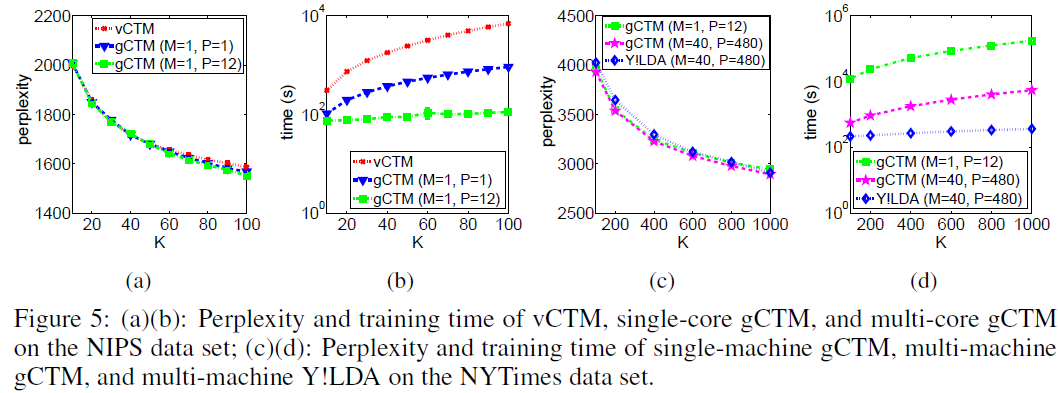 2200
2000
1800
1600
1400
perplexity
vCTM
gCTM (M=1, P=1)
gCTM (M=1, P=12)
20 40 60 80 100
K
(a)
10^4
10^2
10^0
time (s)
vCTM
gCTM (M=1, P=1)
gCTM (M=1, P=12)
20 40 60 80 100
K
(b)
4500
4000
3500
3000
2500
perplexity
gCTM (M=1, P=12)
gCTM (M=40, P=480)
Y!LDA (M=40, P=480)
100 200 400 600 800 1000
K
(c)
10^6
10^4
10^2
10^0
time (s)
gCTM (M=1, P=12)
gCTM (M=40, P=480)
Y!LDA (M=40, P=480)
100 200 400 600 800 1000
K
(d)
Figure 5: (a)(b): Perplexity and training time of vCTM, single-core gCTM, and multi-core gCTM
on the NIPS data set; (c)(d): Perplexity and training time of single-machine gCTM, multi-machine
gCTM, and multi-machine Y!LDA on the NYTimes data set.